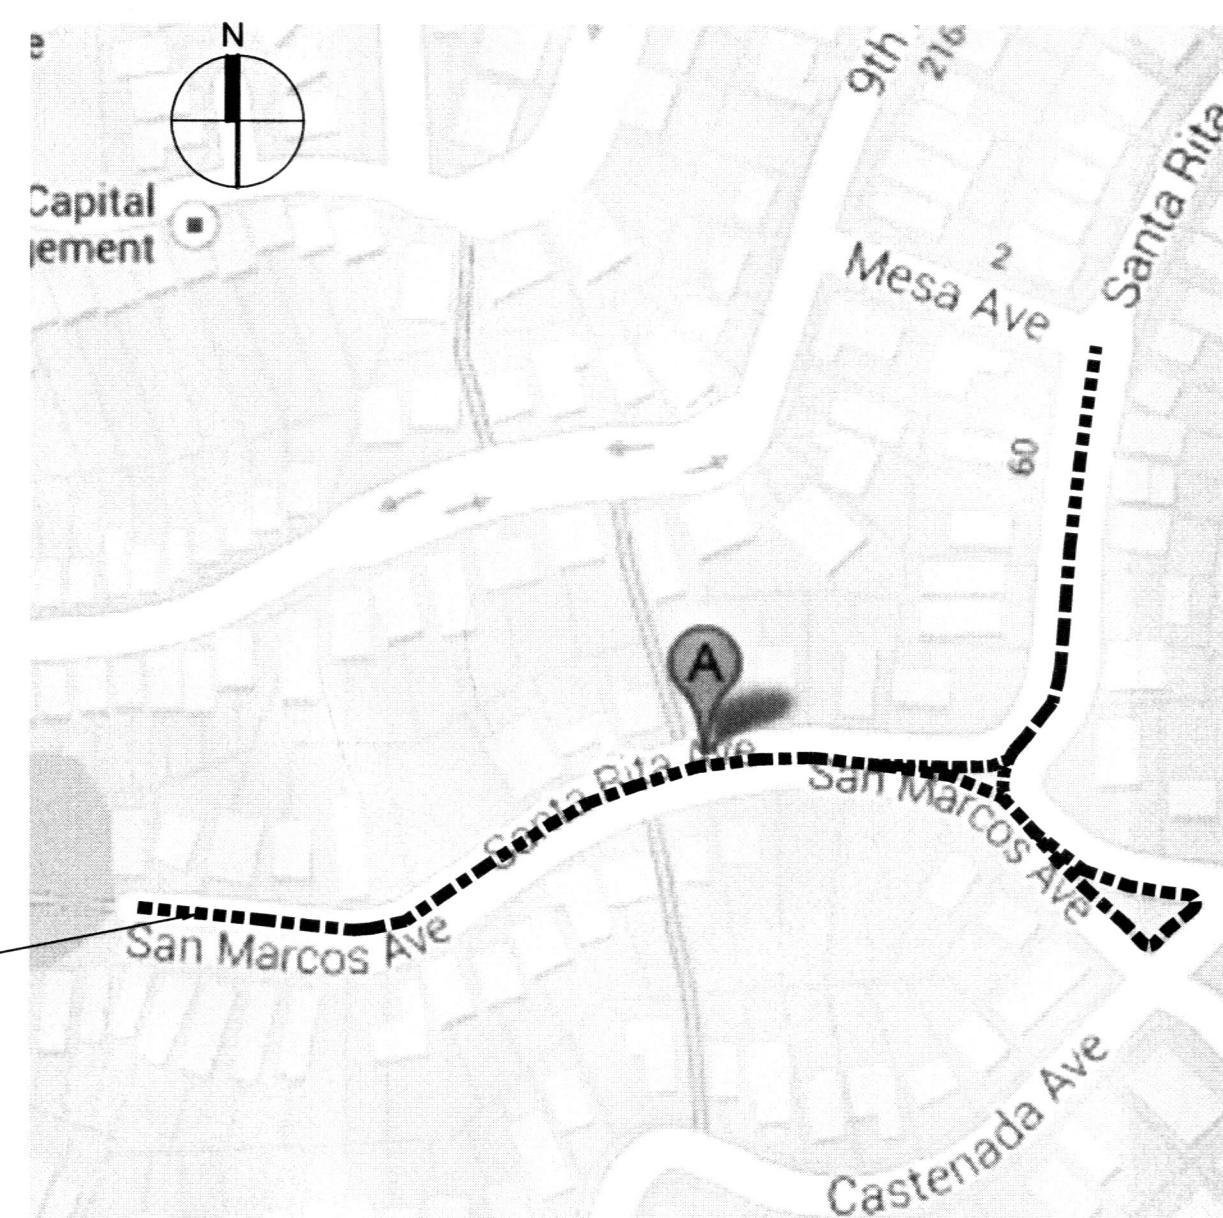 N
9th
216
Capital
gement
Santa Rita
2
Mesa Ave
60
A
Santa Rita Ave
San Marcos Ave
San Marcos Ave
Castenada Ave